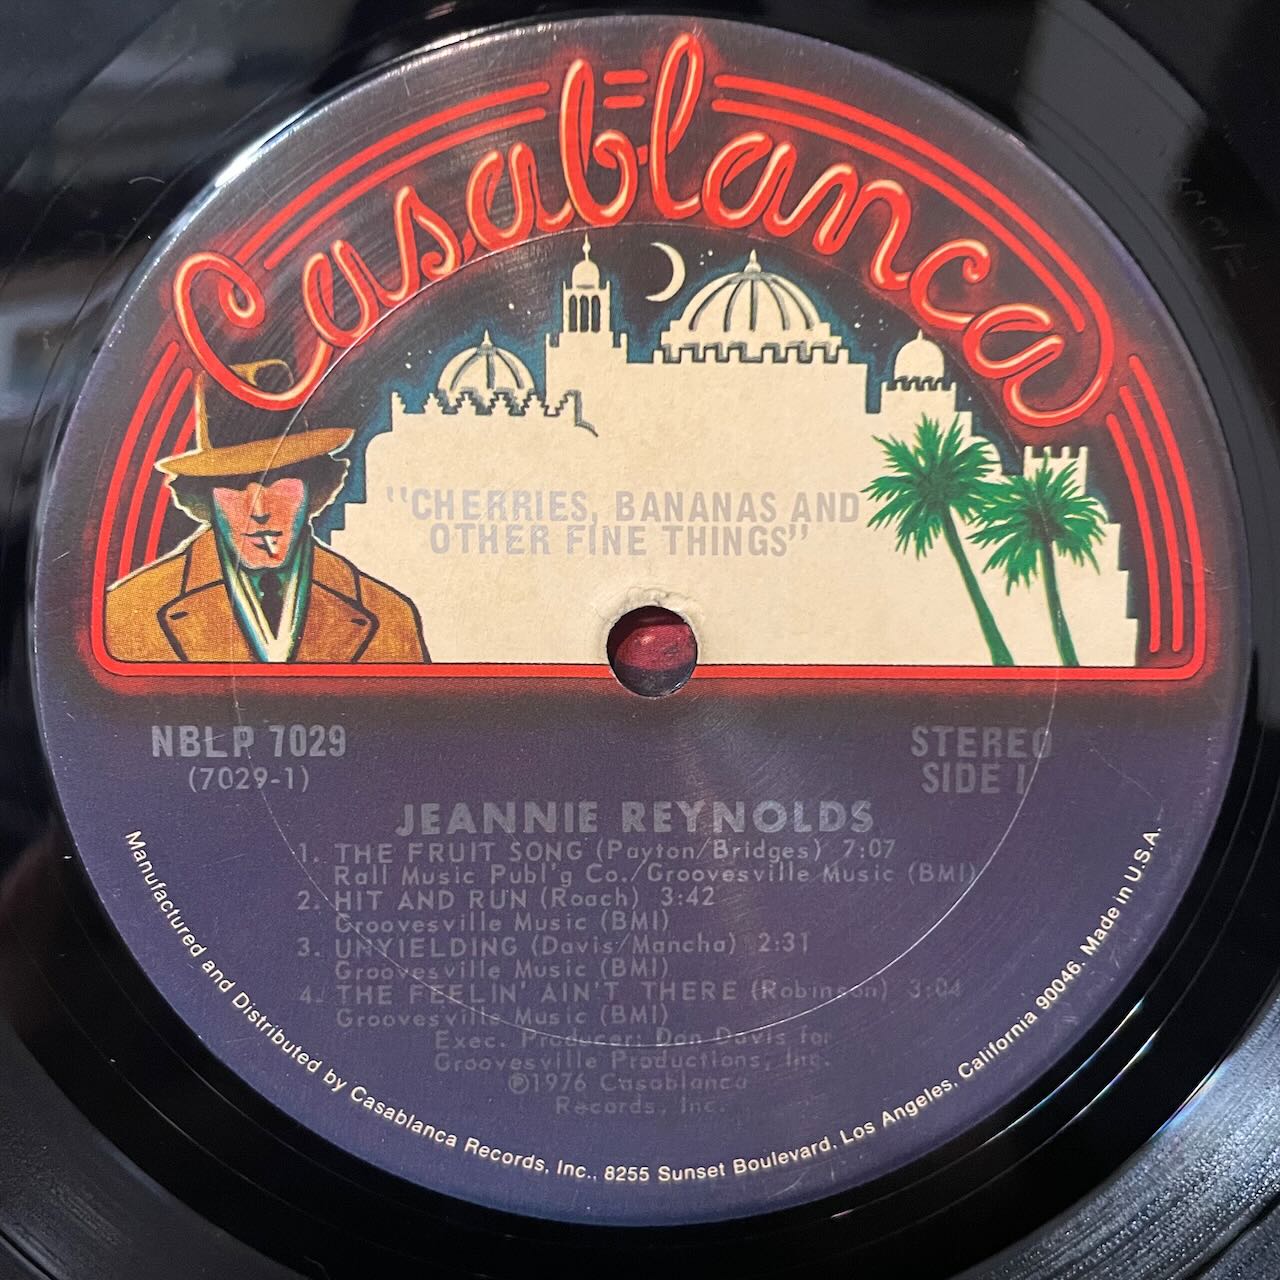 Casablanca
"CHERRIES, BANANAS AND
OTHER FINE THINGS"
NBLP 7029
(7029-1)
STEREO
SIDE I
JEANNIE REYNOLDS
1. THE FRUIT SONG (Payton/Bridges) 7:07
Rall Music Publ'g Co./Groovesville Music (BMI)
2. HIT AND RUN (Roach) 3:42
Groovesville Music (BMI)
3. UNYIELDING (Davis/Mancha) 2:31
Groovesville Music (BMI)
4. THE FEELIN' AIN'T THERE (Robinson) 3:04
Groovesville Music (BMI)
Exec. Producer: Don Davis for
Groovesville Productions, Inc.
℗1976 Casablanca
Records, Inc.
Manufactured and Distributed by Casablanca Records, Inc., 8255 Sunset Boulevard, Los Angeles, California 90046. Made in U.S.A.